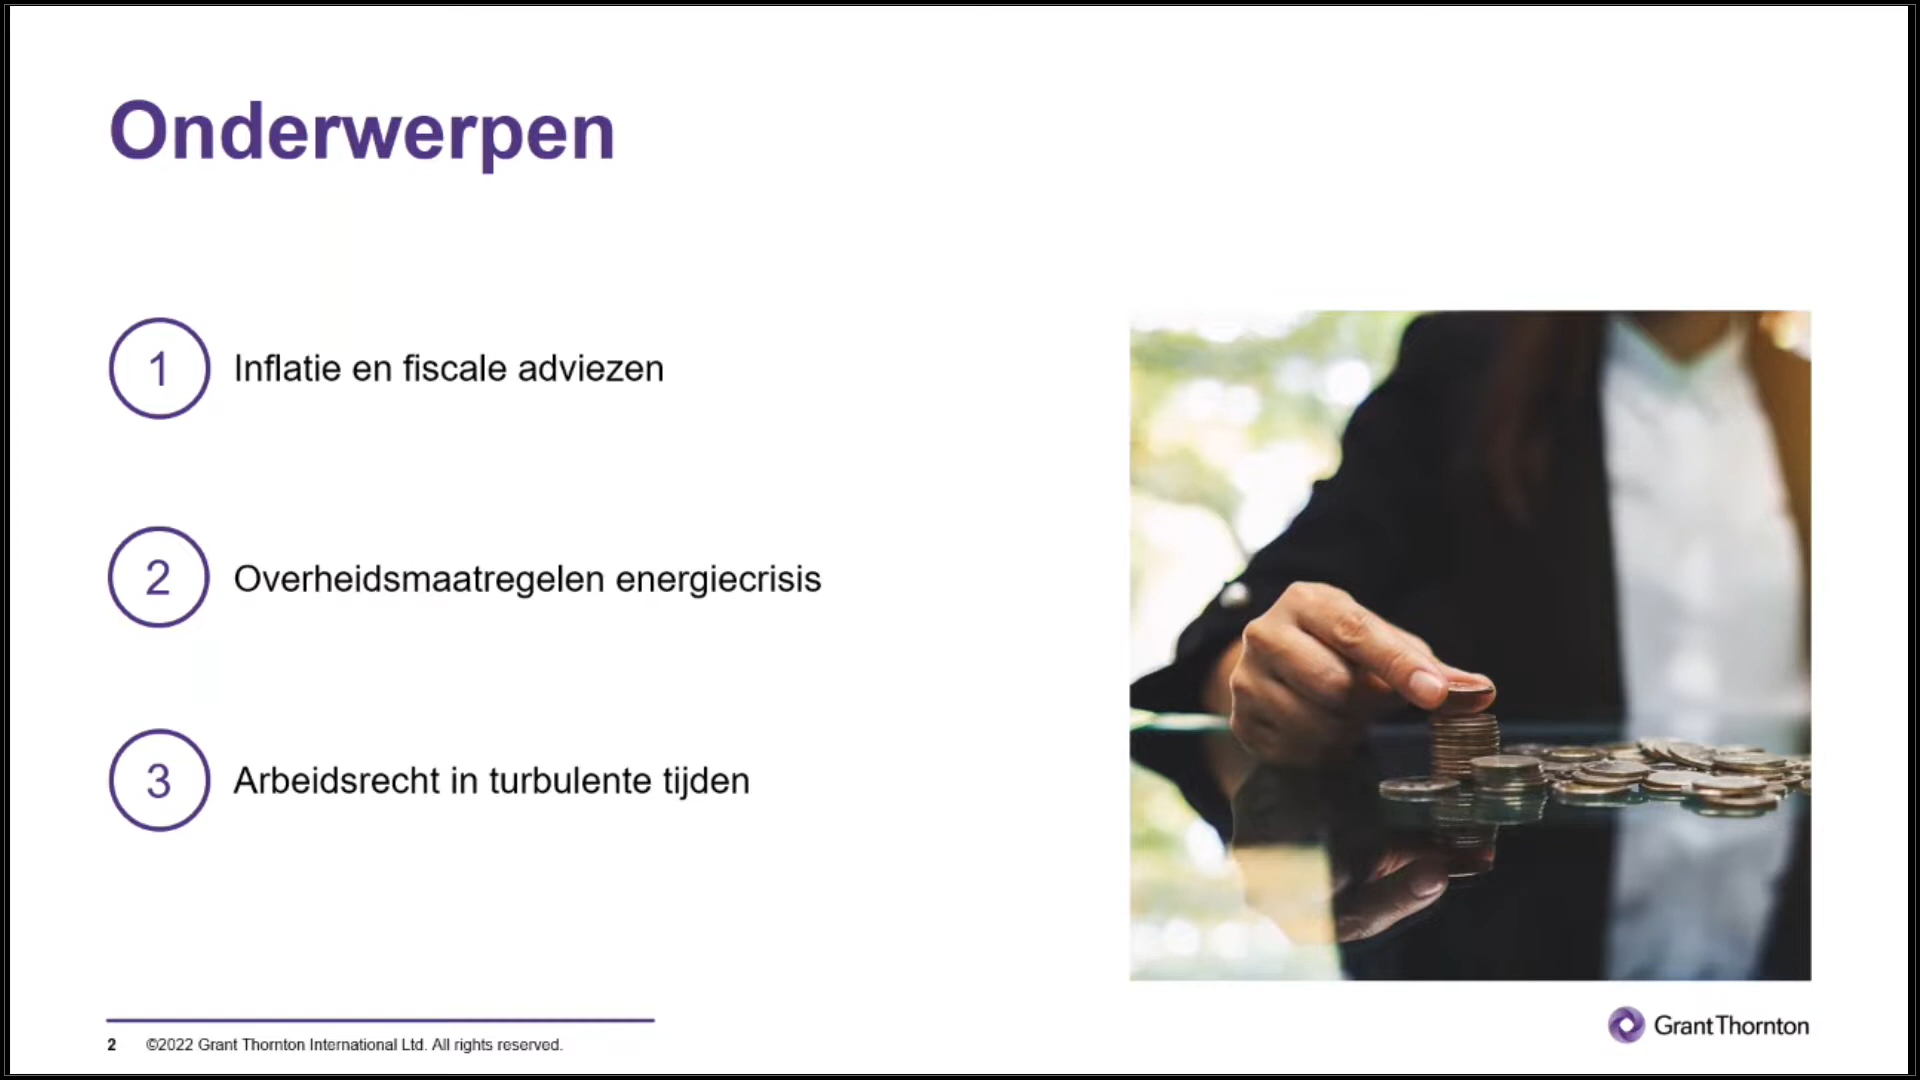 Onderwerpen
1 Inflatie en fiscale adviezen
2 Overheidsmaatregelen energiecrisis
3 Arbeidsrecht in turbulente tijden
2 ©2022 Grant Thornton International Ltd. All rights reserved.
Grant Thornton